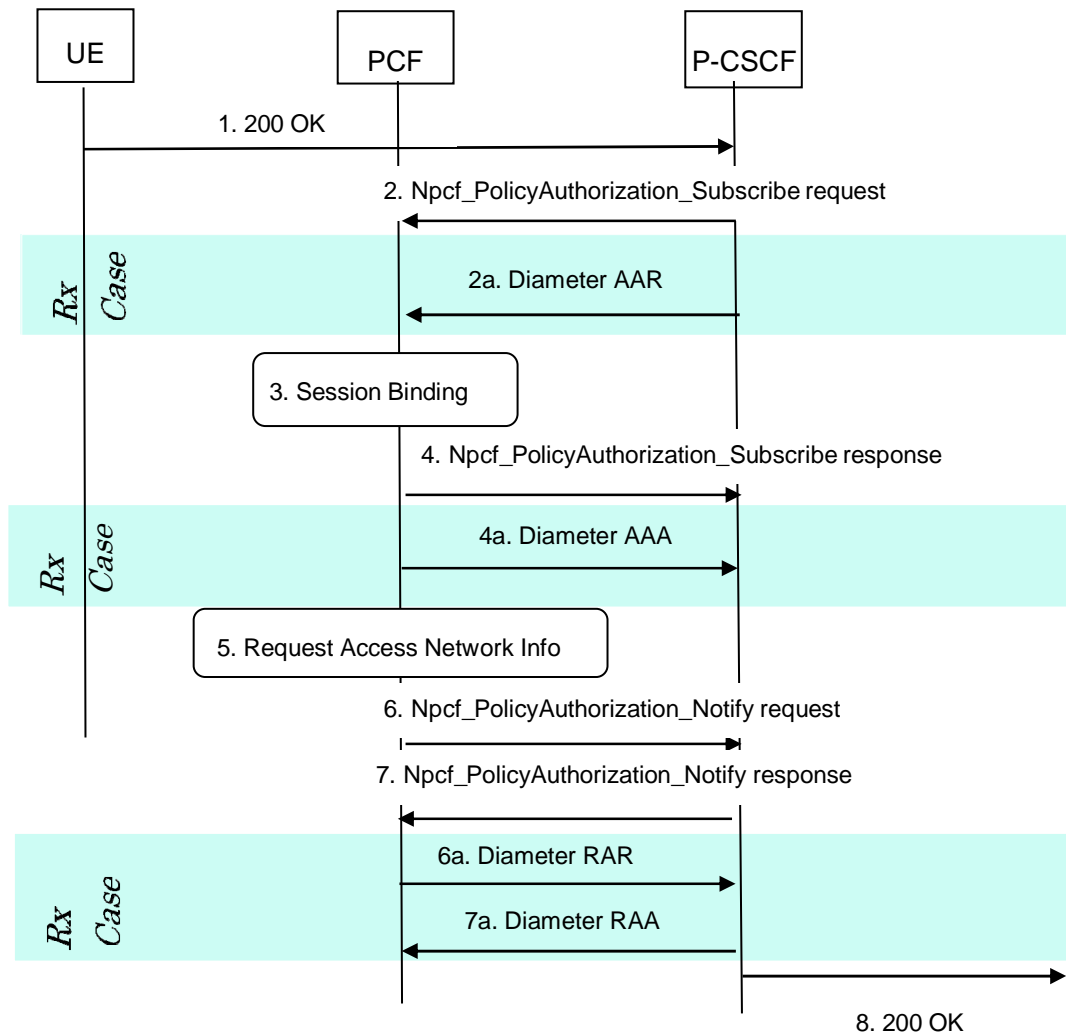 UE
PCF
P-CSCF
1. 200 OK
2. Npcf_PolicyAuthorization_Subscribe request
Rx
Case
2a. Diameter AAR
3. Session Binding
4. Npcf_PolicyAuthorization_Subscribe response
Rx
Case
4a. Diameter AAA
5. Request Access Network Info
6. Npcf_PolicyAuthorization_Notify request
7. Npcf_PolicyAuthorization_Notify response
Rx
Case
6a. Diameter RAR
7a. Diameter RAA
8. 200 OK